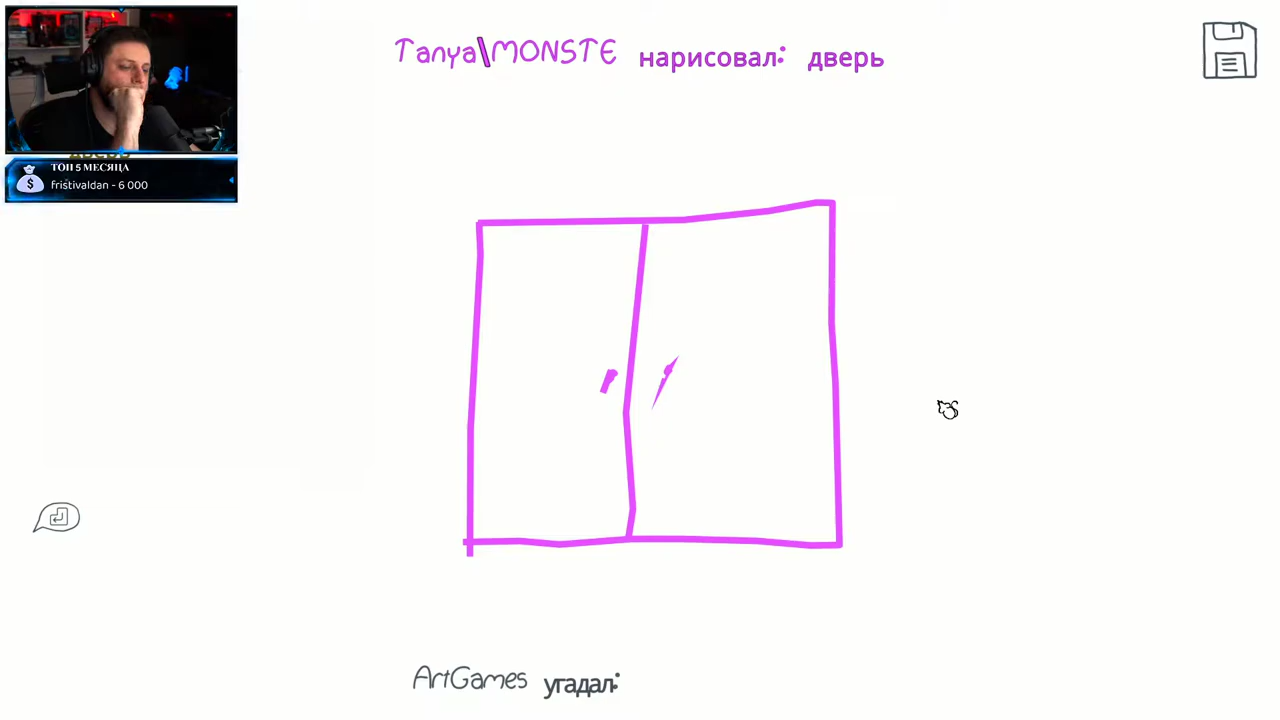 Tanya\MONSTE нарисовал: дверь
ТОП 5 МЕСЯЦА
fristivaldan - 6 000
ArtGames угадал: